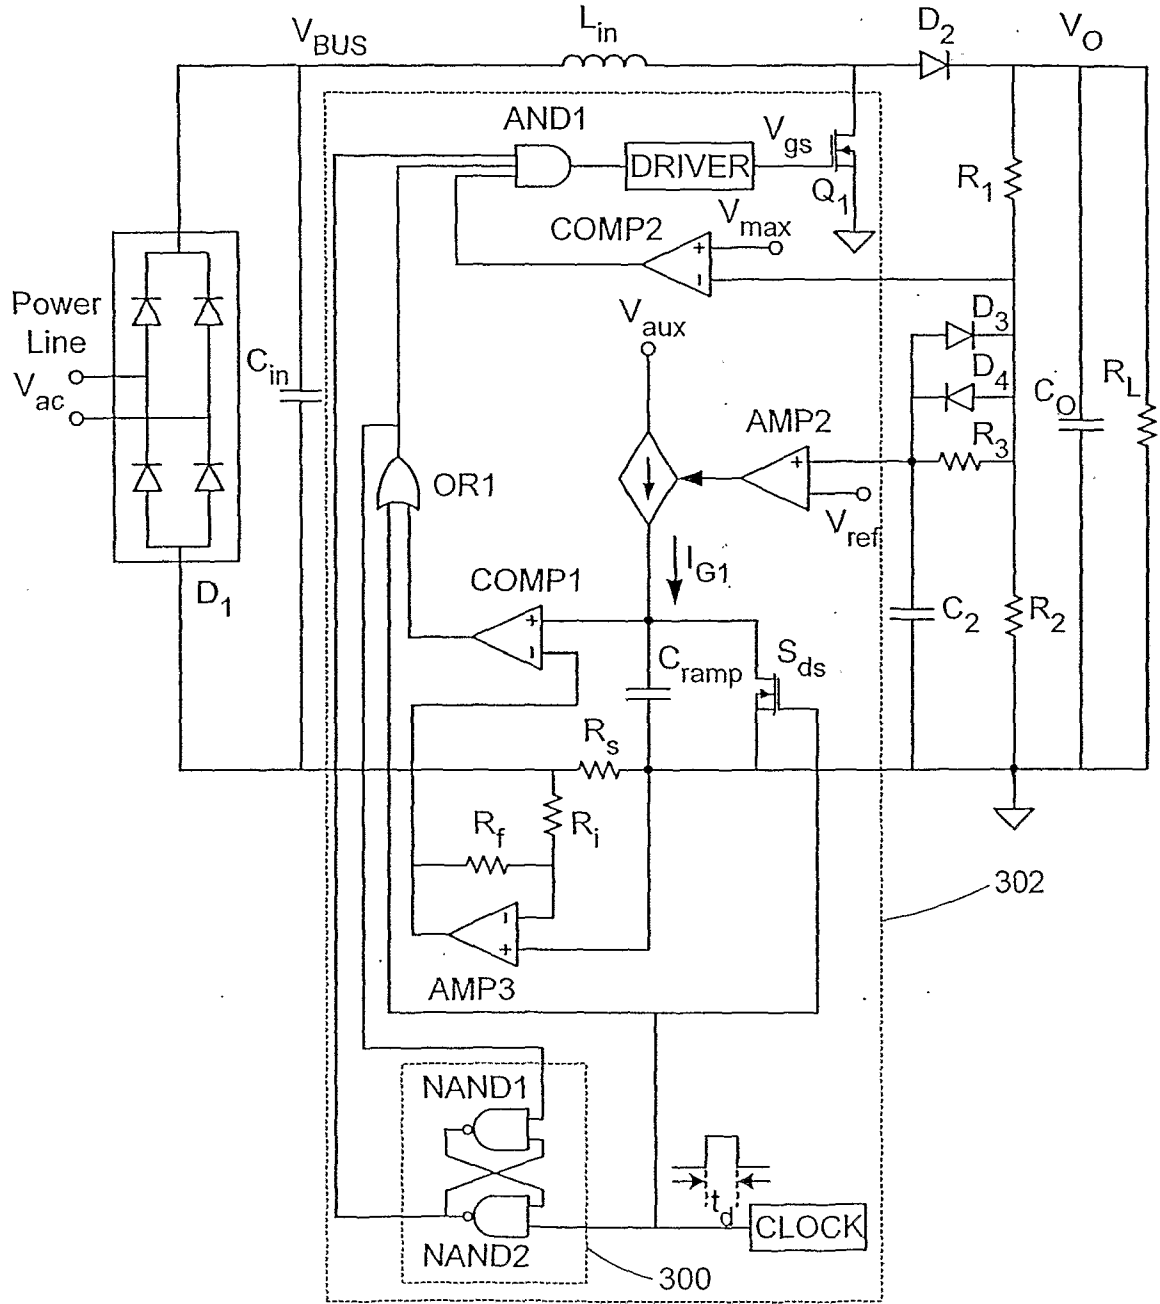 V_BUS
L_in
D_2
V_O
AND1
V_gs
DRIVER
Q_1
R_1
V_max
COMP2
Power
Line
V_ac
C_in
V_aux
D_3
D_4
R_3
C_O
R_L
AMP2
V_ref
OR1
I_G1
D_1
COMP1
C_2
R_2
C_ramp
S_ds
R_s
R_f
R_i
302
AMP3
NAND1
t_d
CLOCK
NAND2
300
+
-
+
+
-
-
+